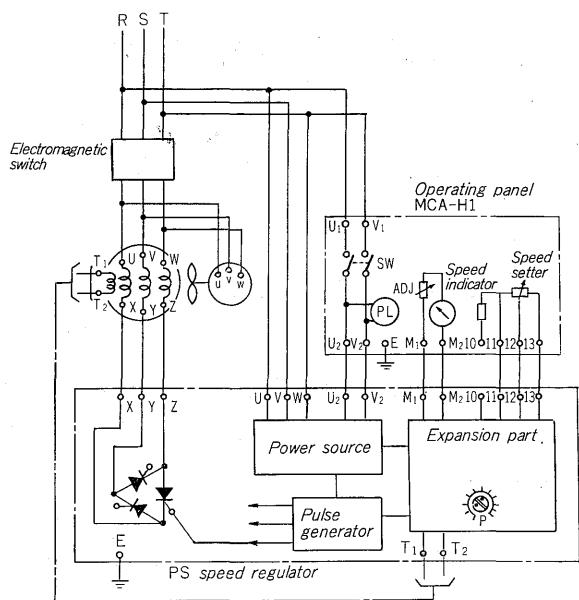 R S T
Electromagnetic
switch
Operating panel
MCA-H1
U1 V1
SW
ADJ
Speed
indicator
Speed
setter
PL
T1
T2
U V W
X Y Z
u v w
U2 V2 E M1 M2 10 11 12 13
X Y Z U V W U2 V2 M1 M2 10 11 12 13
Power source
Expansion part
P
Pulse
generator
E
T1 T2
PS speed regulator